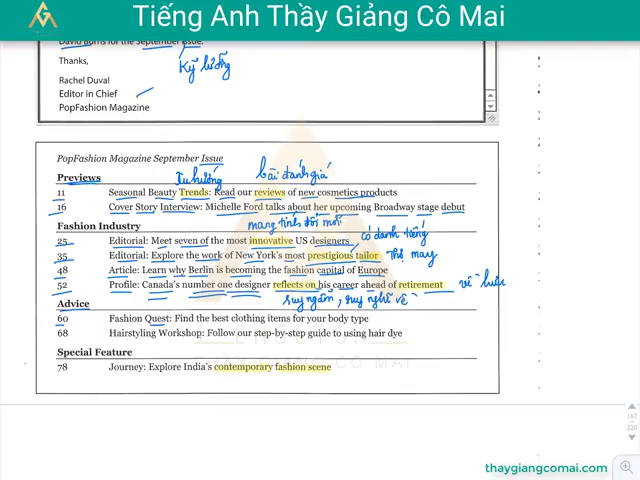 Tiếng Anh Thầy Giảng Cô Mai
David Burns for the September issue.
Thanks,
Kỹ lưỡng
Rachel Duval
Editor in Chief
PopFashion Magazine
PopFashion Magazine September Issue
Previews
Xu hướng
bài đánh giá
11 Seasonal Beauty Trends: Read our reviews of new cosmetics products
16 Cover Story Interview: Michelle Ford talks about her upcoming Broadway stage debut
Fashion Industry
mang tính đổi mới
25 Editorial: Meet seven of the most innovative US designers
có danh tiếng
35 Editorial: Explore the work of New York's most prestigious tailor
Thợ may
48 Article: Learn why Berlin is becoming the fashion capital of Europe
52 Profile: Canada's number one designer reflects on his career ahead of retirement
về hưu
Advice
suy ngẫm, suy nghĩ về
60 Fashion Quest: Find the best clothing items for your body type
68 Hairstyling Workshop: Follow our step-by-step guide to using hair dye
ENGLISH
THẦY GIẢNG CÔ MAI
Special Feature
78 Journey: Explore India's contemporary fashion scene
167
220
thaygiangcomai.com